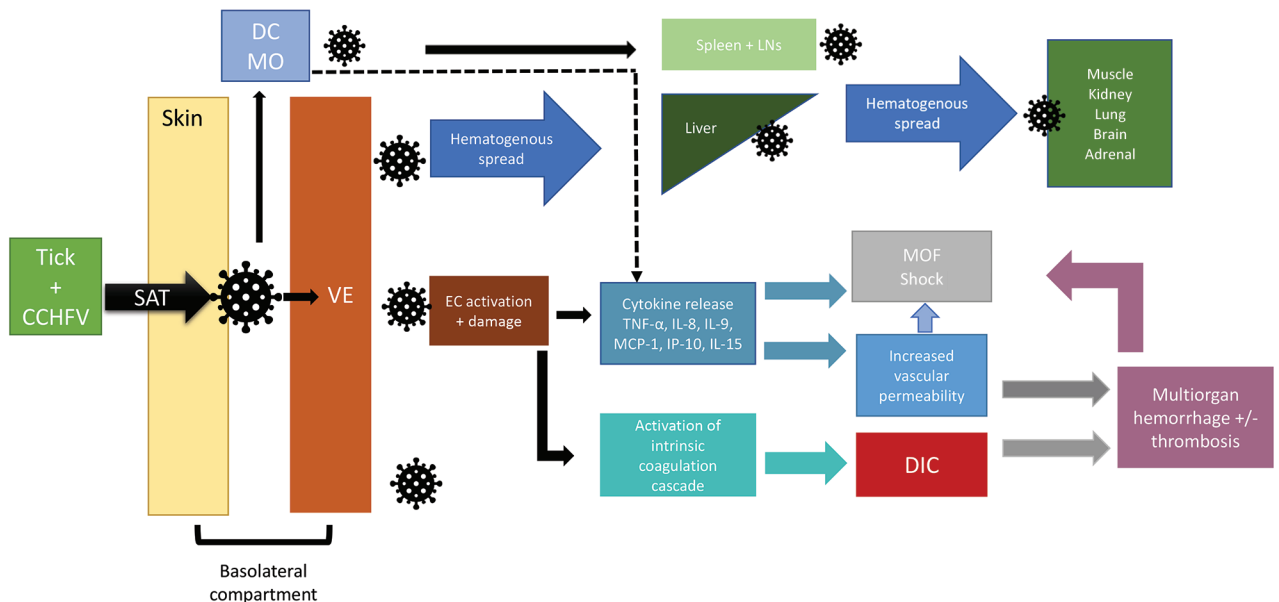 DC
MO
Spleen + LNs
Muscle
Kidney
Lung
Brain
Adrenal
Skin
Hematogenous
spread
Liver
Hematogenous
spread
Tick
+
CCHFV
SAT
VE
EC activation
+ damage
Cytokine release
TNF-α, IL-8, IL-9,
MCP-1, IP-10, IL-15
MOF
Shock
Increased
vascular
permeability
Multiorgan
hemorrhage +/-
thrombosis
Activation of
intrinsic
coagulation
cascade
DIC
Basolateral
compartment